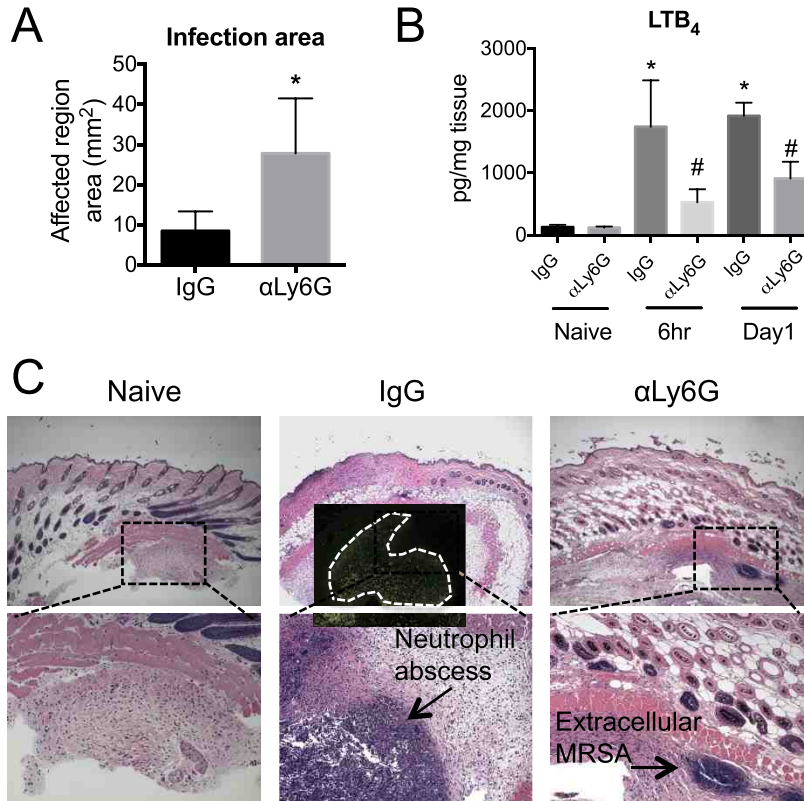 A
Infection area
Affected region
area (mm²)
50
40
30
20
10
0
*
IgG
αLy6G
B
LTB₄
pg/mg tissue
3000
2000
1000
0
*
#
*
#
IgG
αLy6G
IgG
αLy6G
IgG
αLy6G
Naive
6hr
Day1
C
Naive
IgG
αLy6G
Neutrophil
abscess
Extracellular
MRSA